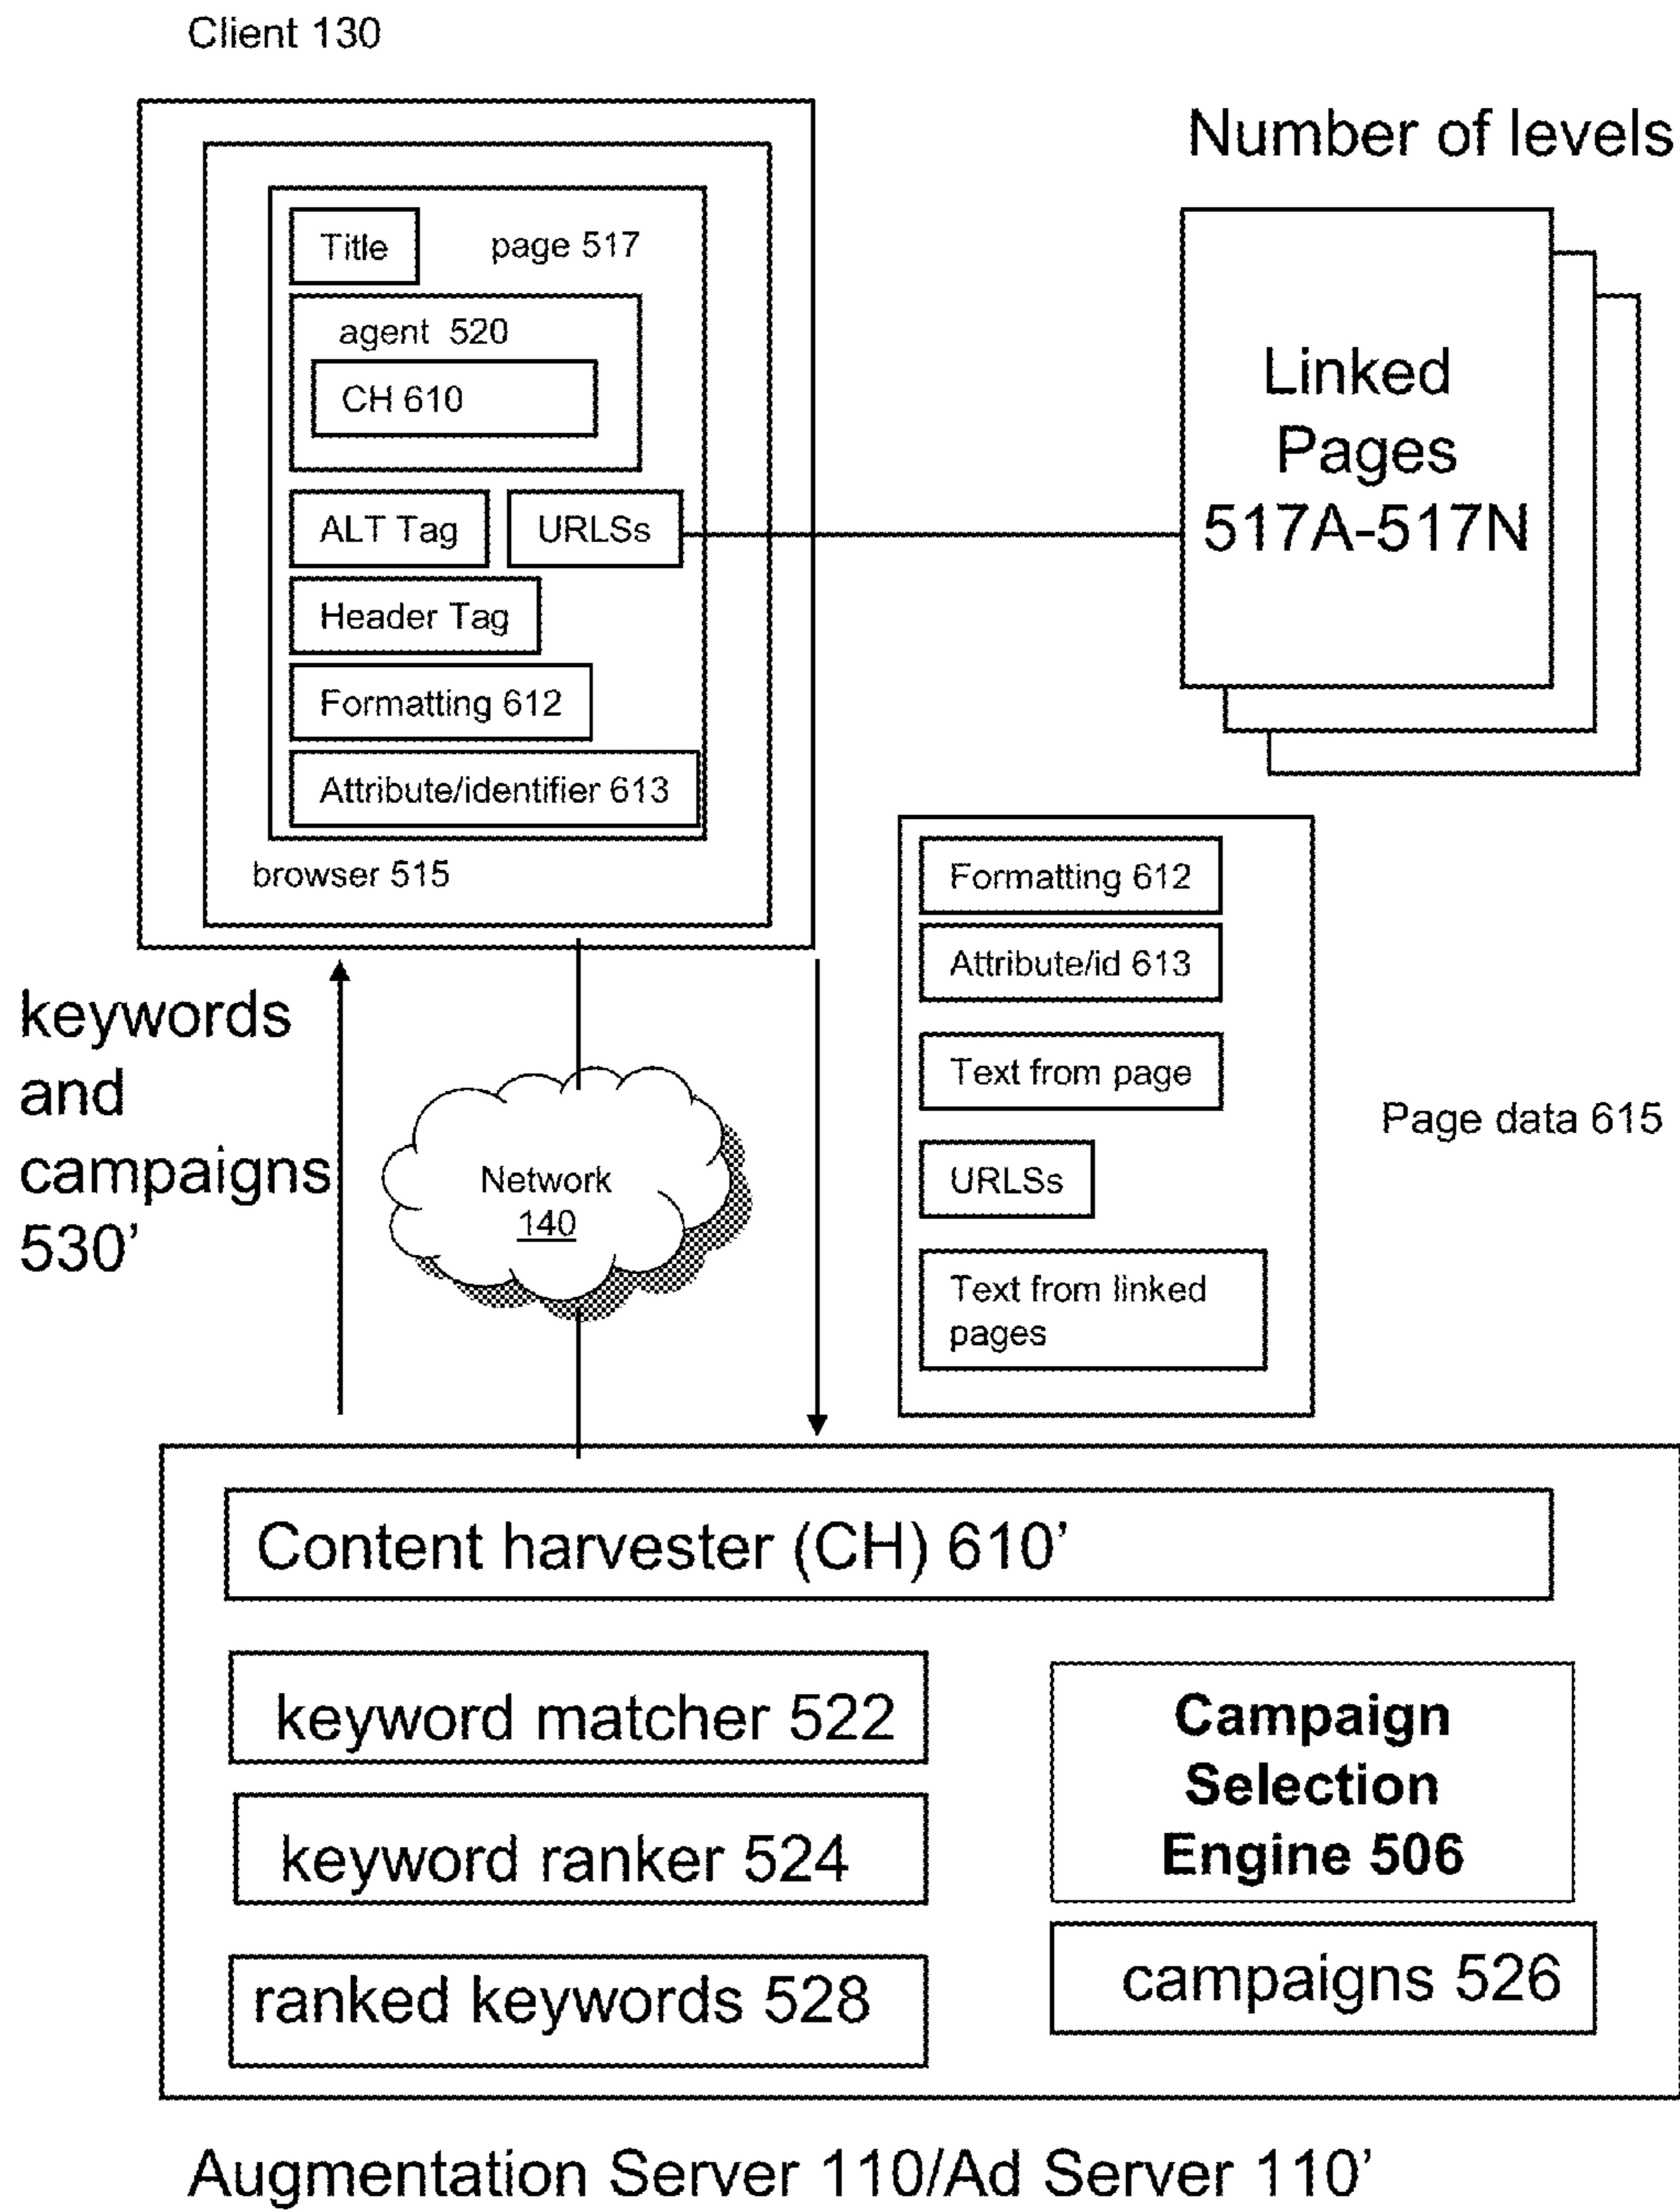 Client 130
Number of levels
Title
page 517
agent 520
CH 610
ALT Tag
URLSs
Header Tag
Formatting 612
Attribute/identifier 613
browser 515
Linked
Pages
517A-517N
Formatting 612
Attribute/id 613
Text from page
URLSs
Text from linked
pages
Page data 615
keywords
and
campaigns
530’
Network
140
Content harvester (CH) 610’
keyword matcher 522
keyword ranker 524
ranked keywords 528
Campaign
Selection
Engine 506
campaigns 526
Augmentation Server 110/Ad Server 110’